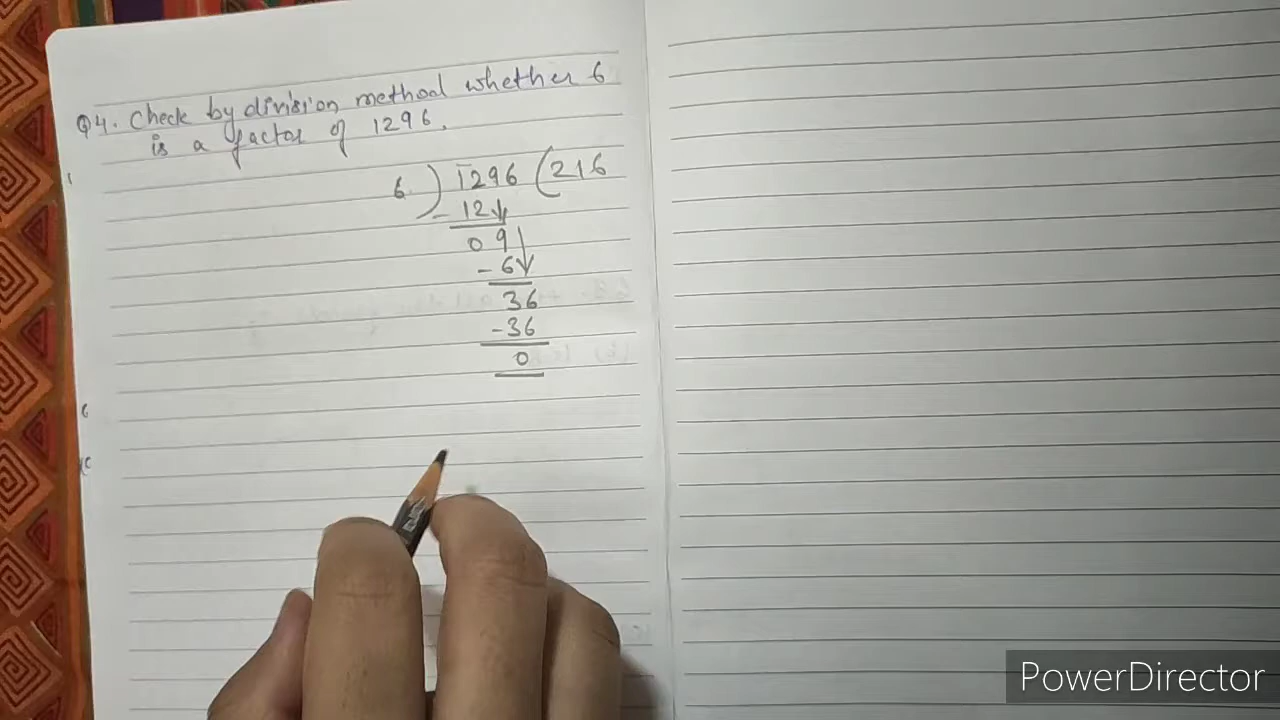 Q4. Check by division method whether 6
is a factor of 1296.
6 ) 1296 ( 216
- 12
09
- 6
36
- 36
0
PowerDirector